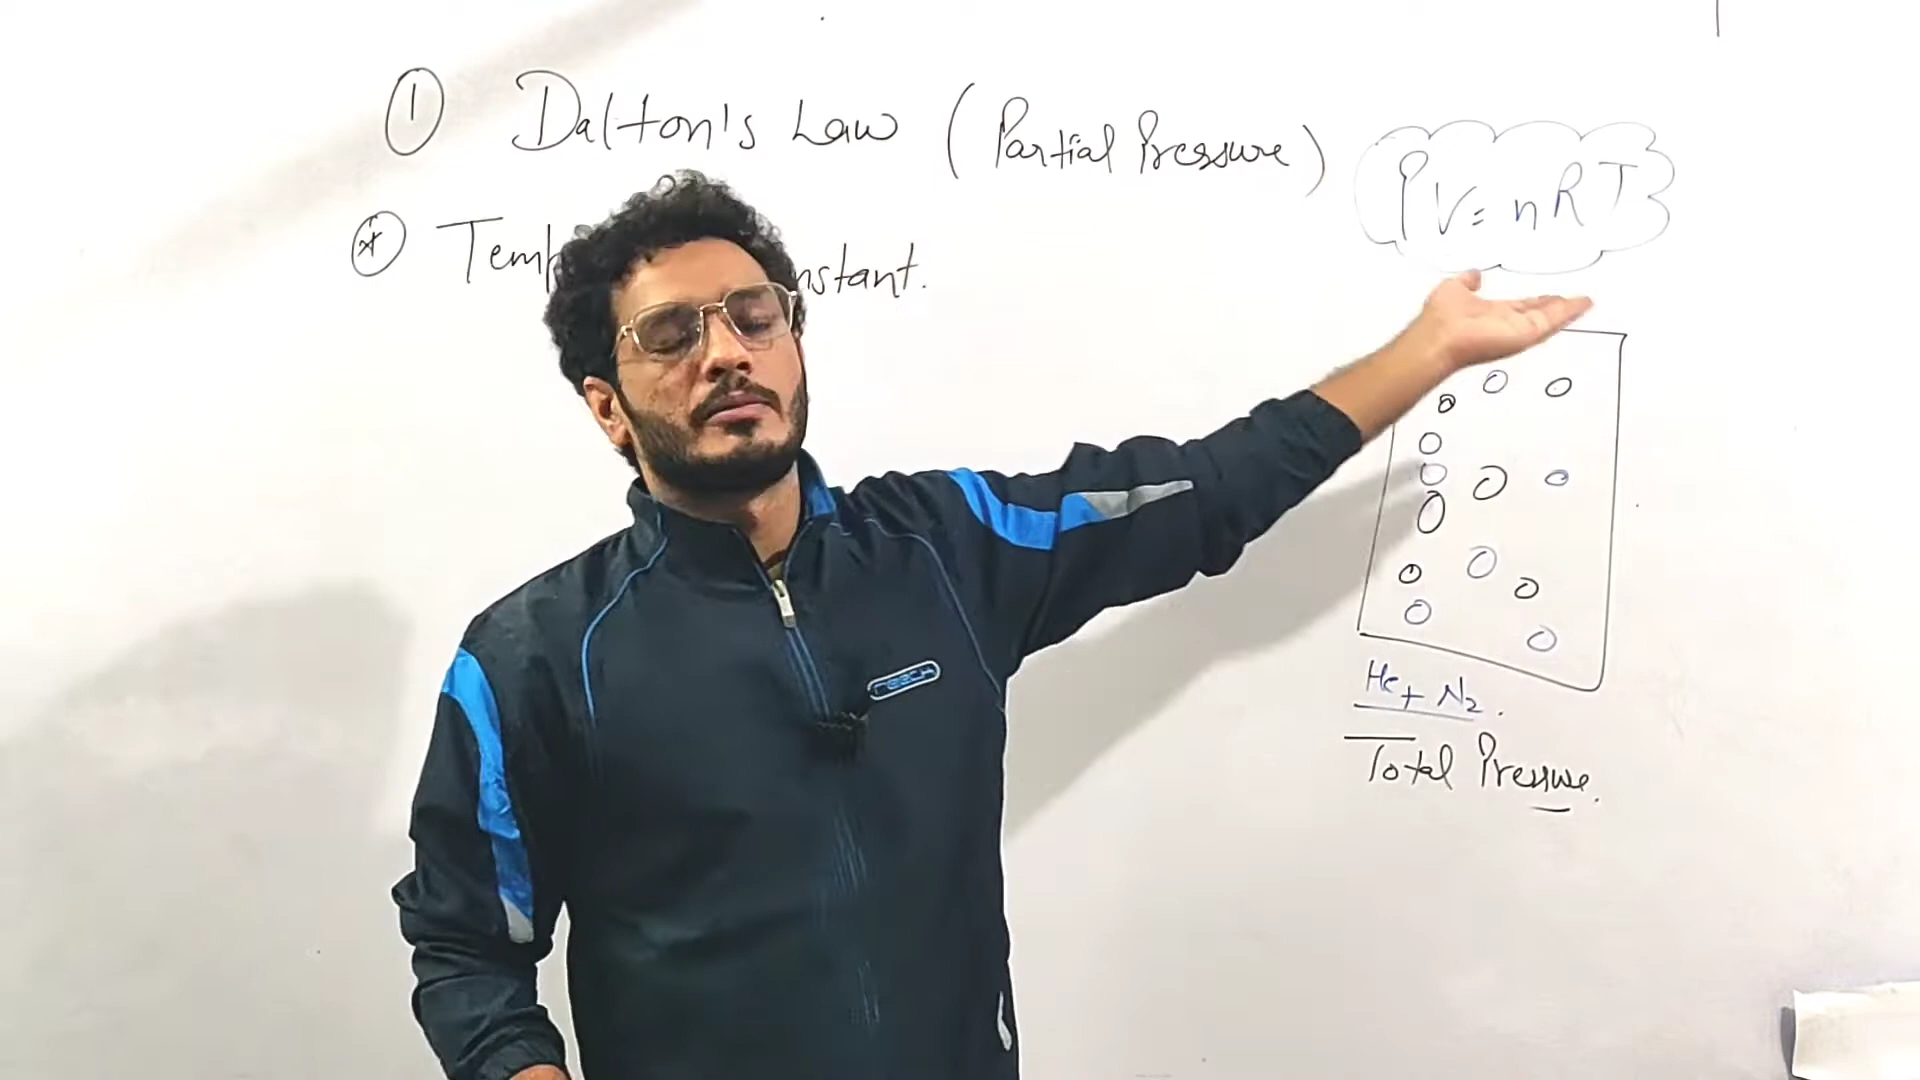 ① Dalton's Law (Partial Pressure)
PV = nRT
* Temp nstant.
He + N₂.
Total Pressure.